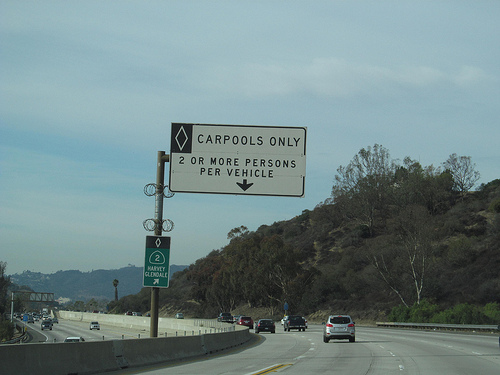 CARPOOLS ONLY
2 OR MORE PERSONS
PER VEHICLE
2
HARVEY
GLENDALE